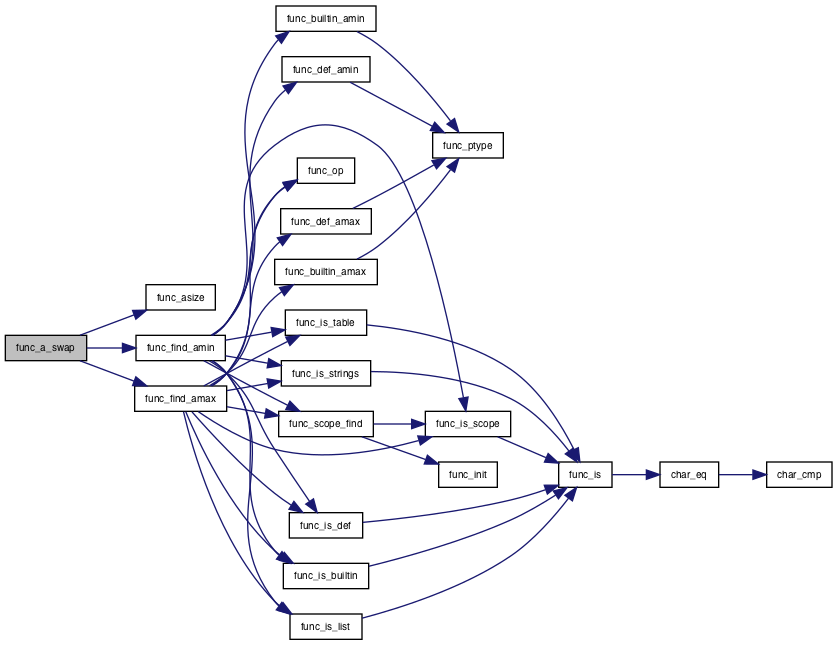 func_builtin_amin
func_def_amin
func_ptype
func_op
func_def_amax
func_builtin_amax
func_asize
func_is_table
func_a_swap
func_find_amin
func_is_strings
func_find_amax
func_scope_find
func_is_scope
func_init
func_is
char_eq
char_cmp
func_is_def
func_is_builtin
func_is_list